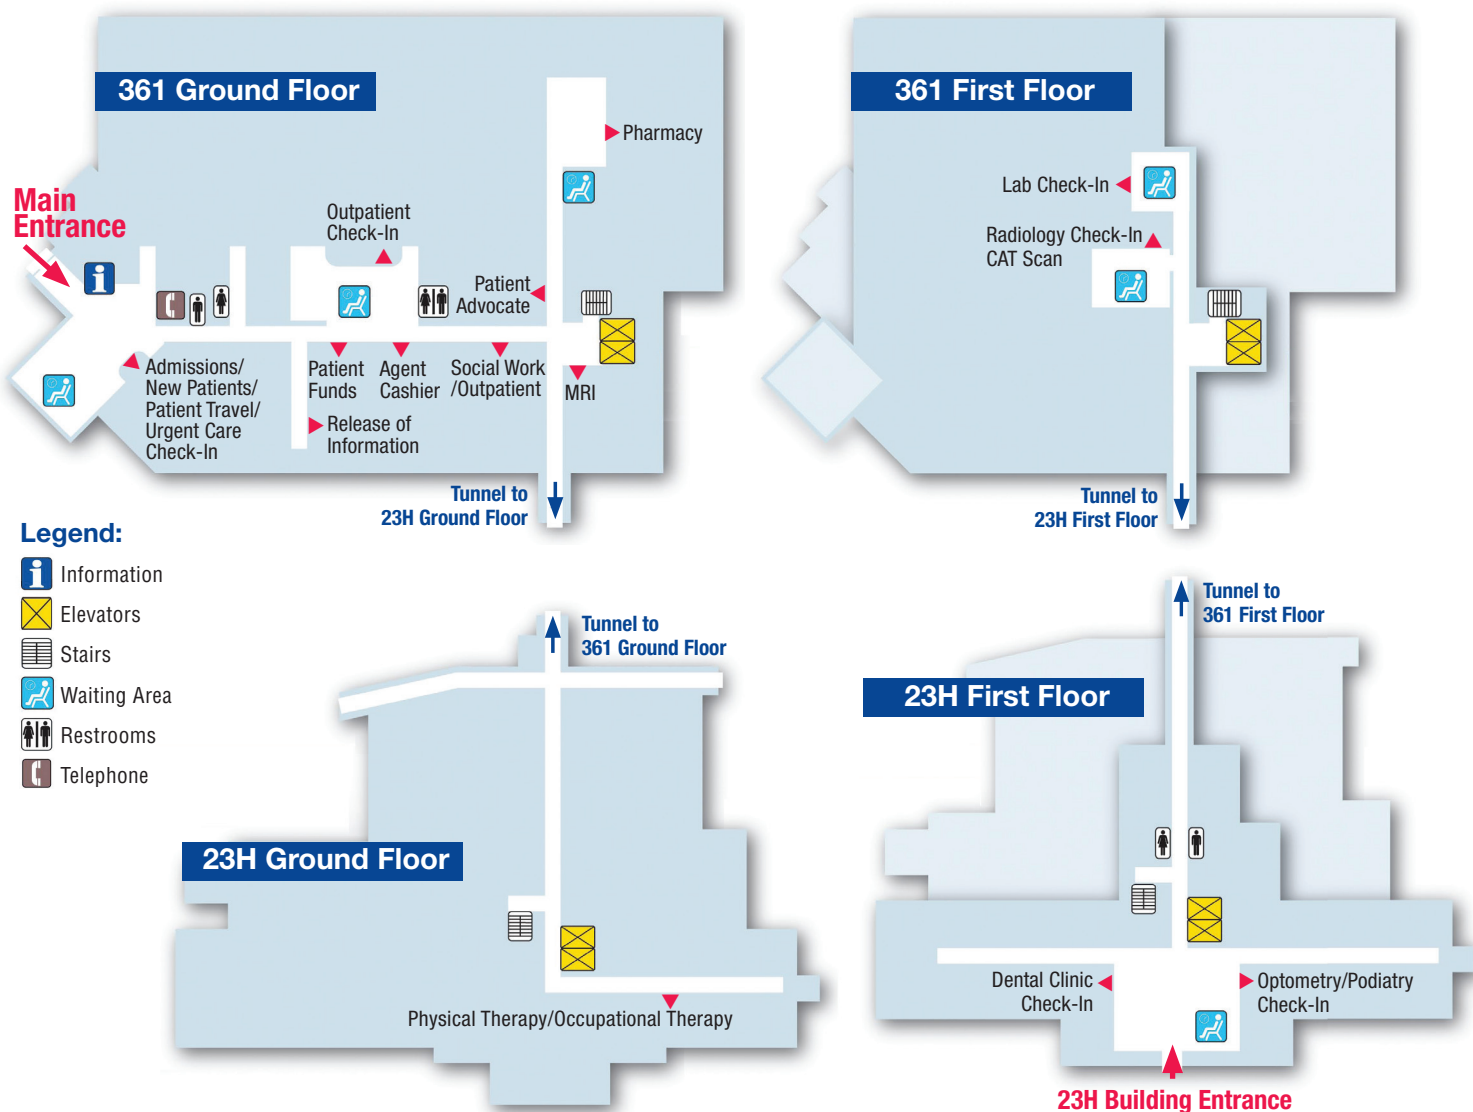 361 Ground Floor
Pharmacy
Main
Entrance
Outpatient
Check-In
Patient
Advocate
Admissions/
New Patients/
Patient Travel/
Urgent Care
Check-In
Patient
Funds
Agent
Cashier
Social Work
/Outpatient
MRI
Release of
Information
Tunnel to
23H Ground Floor
361 First Floor
Lab Check-In
Radiology Check-In
CAT Scan
Tunnel to
23H First Floor
Legend:
Information
Elevators
Stairs
Waiting Area
Restrooms
Telephone
Tunnel to
361 Ground Floor
23H Ground Floor
Physical Therapy/Occupational Therapy
Tunnel to
361 First Floor
23H First Floor
Dental Clinic
Check-In
Optometry/Podiatry
Check-In
23H Building Entrance